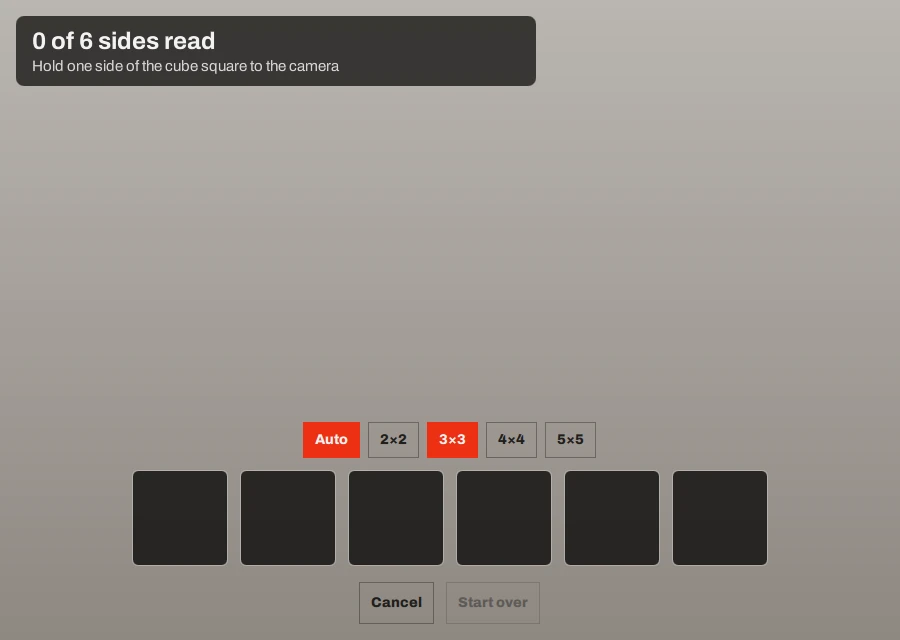 0 of 6 sides read
Hold one side of the cube square to the camera
Auto 2×2 3×3 4×4 5×5
Cancel Start over